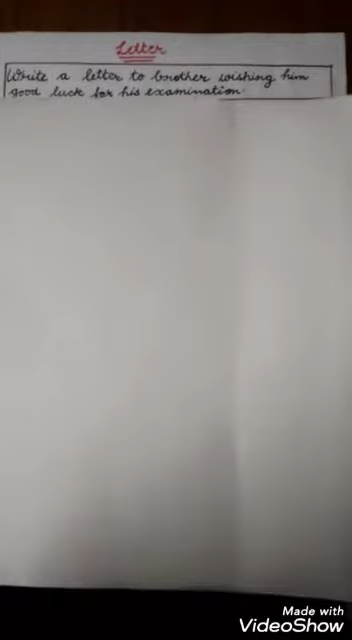 Letter
Write a letter to brother wishing him
good luck for his examination.
Made with
VideoShow